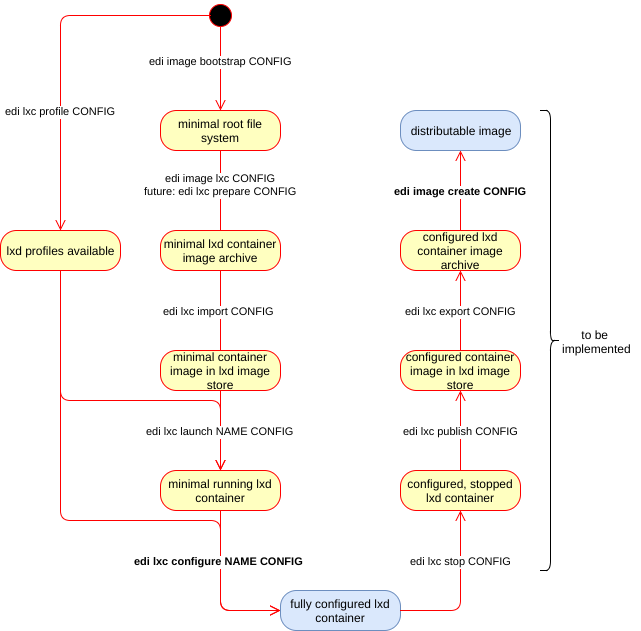 edi image bootstrap CONFIG
edi lxc profile CONFIG
minimal root file
system
distributable image
edi image lxc CONFIG
future: edi lxc prepare CONFIG
edi image create CONFIG
lxd profiles available
minimal lxd container
image archive
configured lxd
container image
archive
edi lxc import CONFIG
edi lxc export CONFIG
to be
implemented
minimal container
image in lxd image
store
configured container
image in lxd image
store
edi lxc launch NAME CONFIG
edi lxc publish CONFIG
minimal running lxd
container
configured, stopped
lxd container
edi lxc configure NAME CONFIG
edi lxc stop CONFIG
fully configured lxd
container